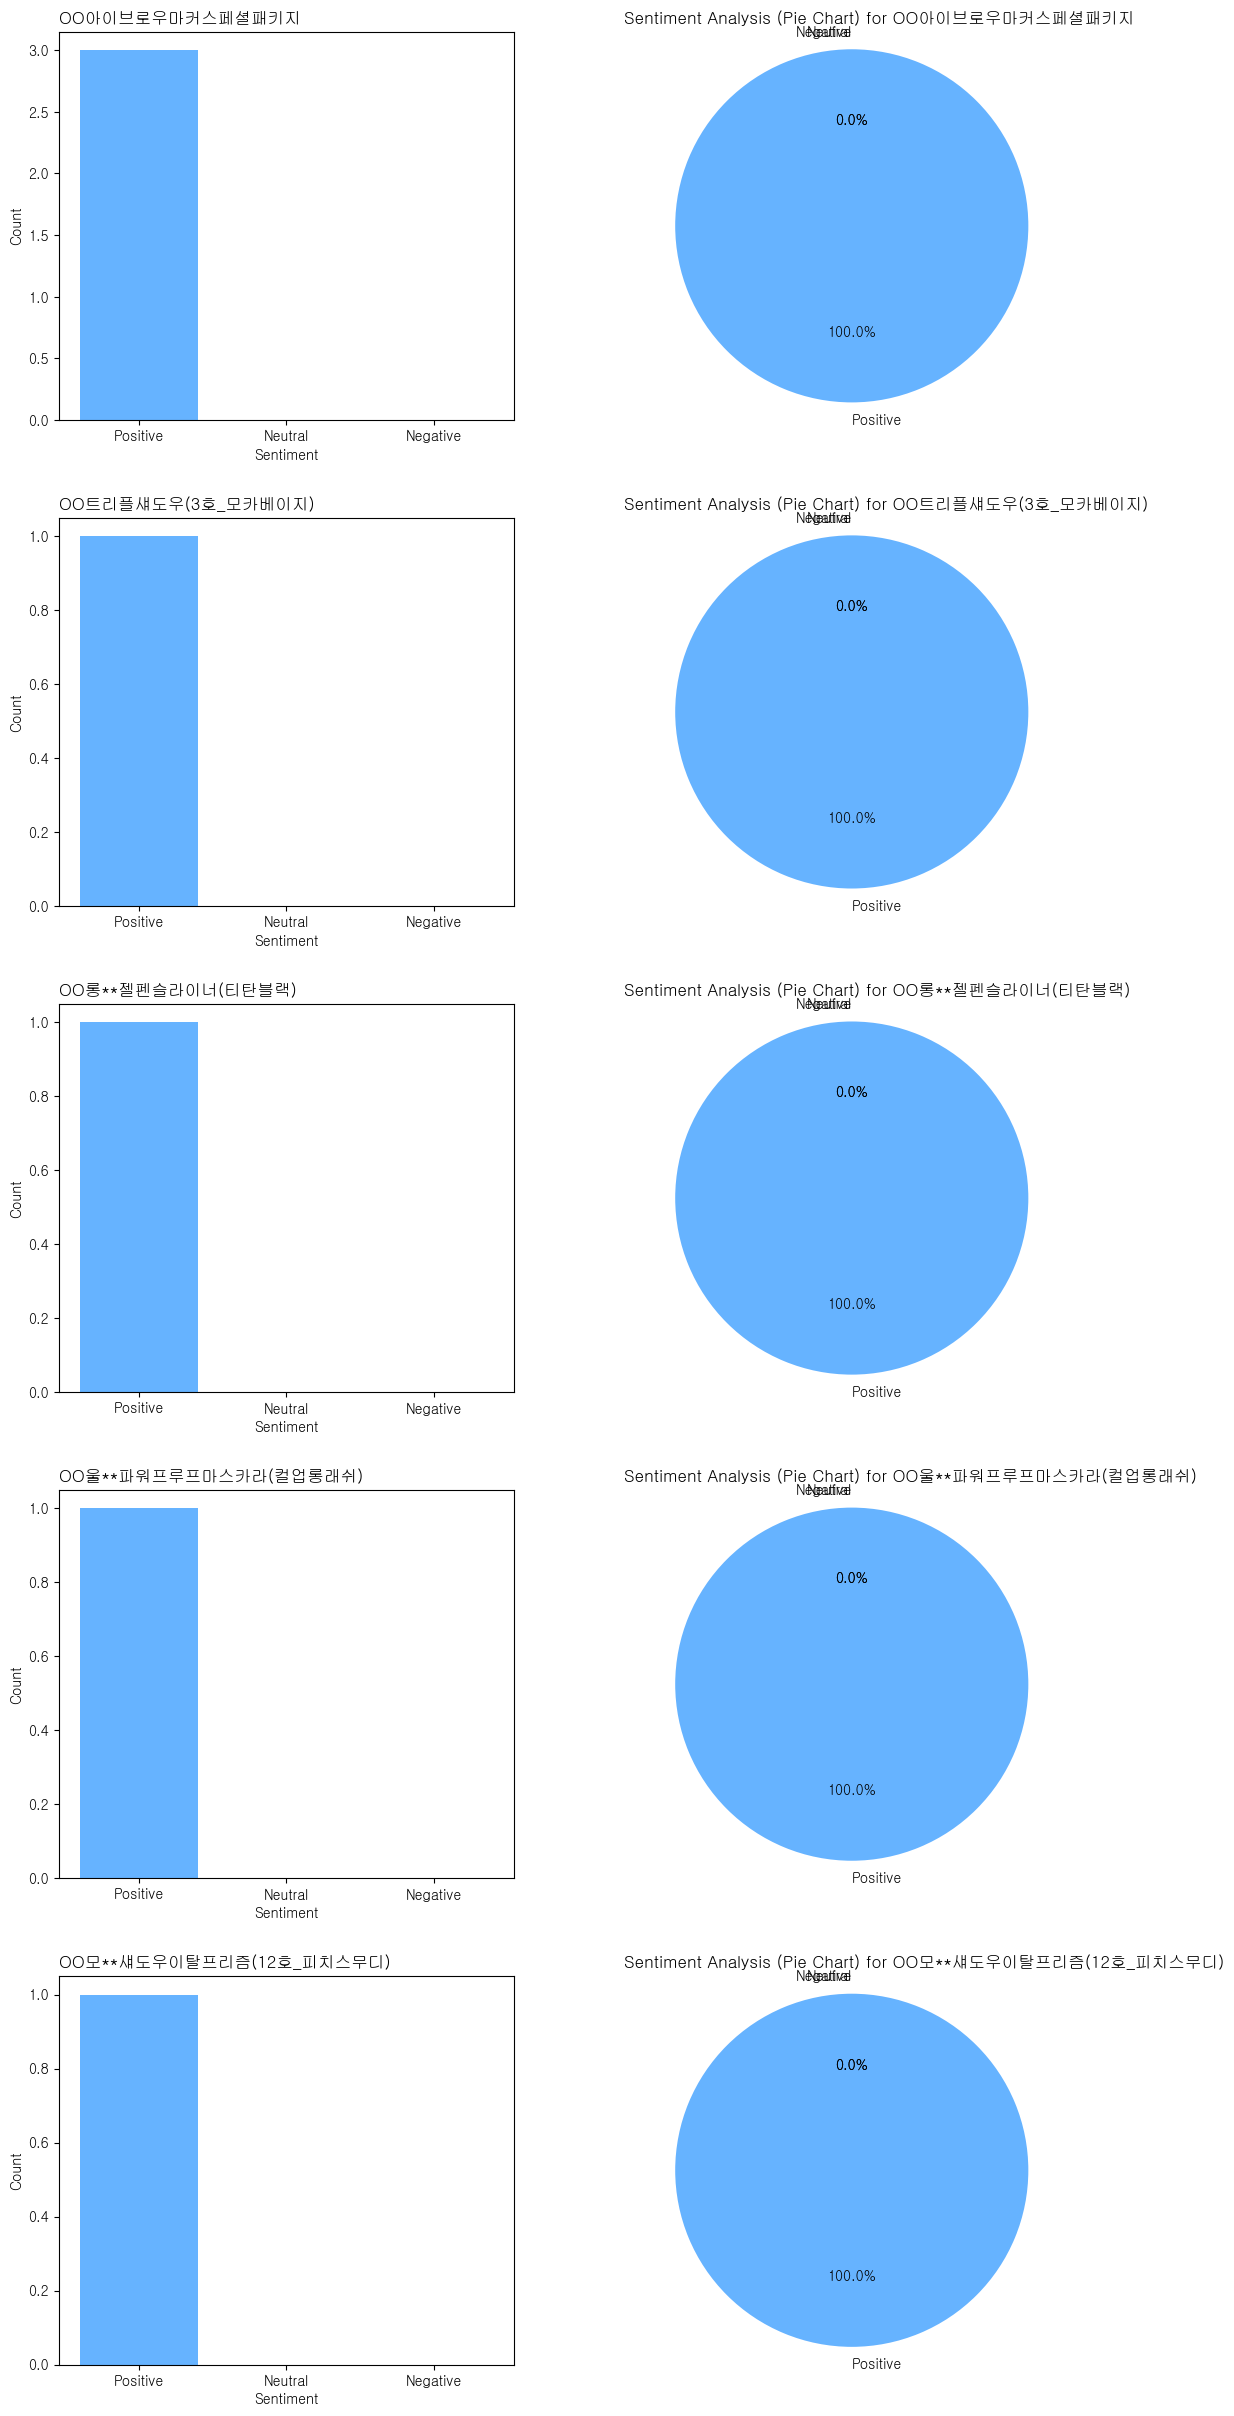 OO아이브로우마커스페셜패키지
3.0
2.5
2.0
1.5
1.0
0.5
0.0
Count
Positive
Neutral
Negative
Sentiment
Sentiment Analysis (Pie Chart) for OO아이브로우마커스페셜패키지
Negative
Neutral
0.0%
100.0%
Positive
OO트리플섀도우(3호_모카베이지)
1.0
0.8
0.6
0.4
0.2
0.0
Count
Positive
Neutral
Negative
Sentiment
Sentiment Analysis (Pie Chart) for OO트리플섀도우(3호_모카베이지)
Negative
Neutral
0.0%
100.0%
Positive
OO롱**젤펜슬라이너(티탄블랙)
1.0
0.8
0.6
0.4
0.2
0.0
Count
Positive
Neutral
Negative
Sentiment
Sentiment Analysis (Pie Chart) for OO롱**젤펜슬라이너(티탄블랙)
Negative
Neutral
0.0%
100.0%
Positive
OO울**파워프루프마스카라(컬업롱래쉬)
1.0
0.8
0.6
0.4
0.2
0.0
Count
Positive
Neutral
Negative
Sentiment
Sentiment Analysis (Pie Chart) for OO울**파워프루프마스카라(컬업롱래쉬)
Negative
Neutral
0.0%
100.0%
Positive
OO모**섀도우이탈프리즘(12호_피치스무디)
1.0
0.8
0.6
0.4
0.2
0.0
Count
Positive
Neutral
Negative
Sentiment
Sentiment Analysis (Pie Chart) for OO모**섀도우이탈프리즘(12호_피치스무디)
Negative
Neutral
0.0%
100.0%
Positive